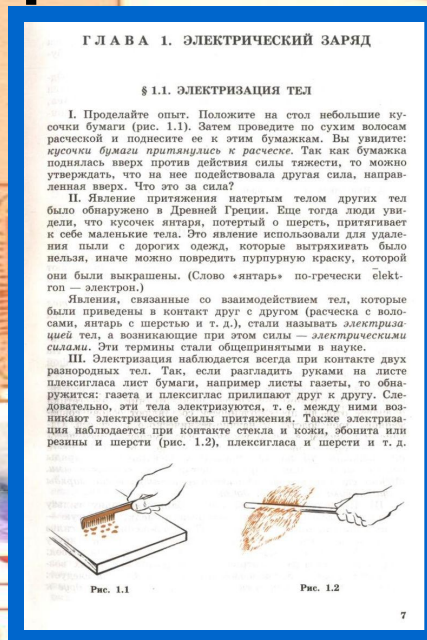 ГЛАВА 1. ЭЛЕКТРИЧЕСКИЙ ЗАРЯД
§ 1.1. ЭЛЕКТРИЗАЦИЯ ТЕЛ
I. Проделайте опыт. Положите на стол небольшие ку-
сочки бумаги (рис. 1.1). Затем проведите по сухим волосам
расческой и поднесите ее к этим бумажкам. Вы увидите:
кусочки бумаги притянулись к расческе. Так как бумажка
поднялась вверх против действия силы тяжести, то можно
утверждать, что на нее подействовала другая сила, направ-
ленная вверх. Что это за сила?
II. Явление притяжения натертым телом других тел
было обнаружено в Древней Греции. Еще тогда люди уви-
дели, что кусочек янтаря, потертый о шерсть, притягивает
к себе маленькие тела. Это явление использовали для удале-
ния пыли с дорогих одежд, которые вытряхивать было
нельзя, иначе можно повредить пурпурную краску, которой
они были выкрашены. (Слово «янтарь» по-гречески ēlekt-
ron — электрон.)
Явления, связанные со взаимодействием тел, которые
были приведены в контакт друг с другом (расческа с воло-
сами, янтарь с шерстью и т. д.), стали называть электриза-
цией тел, а возникающие при этом силы — электрическими
силами. Эти термины стали общепринятыми в науке.
III. Электризация наблюдается всегда при контакте двух
разнородных тел. Так, если разгладить руками на листе
плексигласа лист бумаги, например листы газеты, то обна-
ружится: газета и плексиглас прилипают друг к другу. Сле-
довательно, эти тела электризуются, т. е. между ними воз-
никают электрические силы притяжения. Также электриза-
ция наблюдается при контакте стекла и кожи, эбонита или
резины и шерсти (рис. 1.2), плексигласа и шерсти и т. д.
Рис. 1.1
Рис. 1.2
7